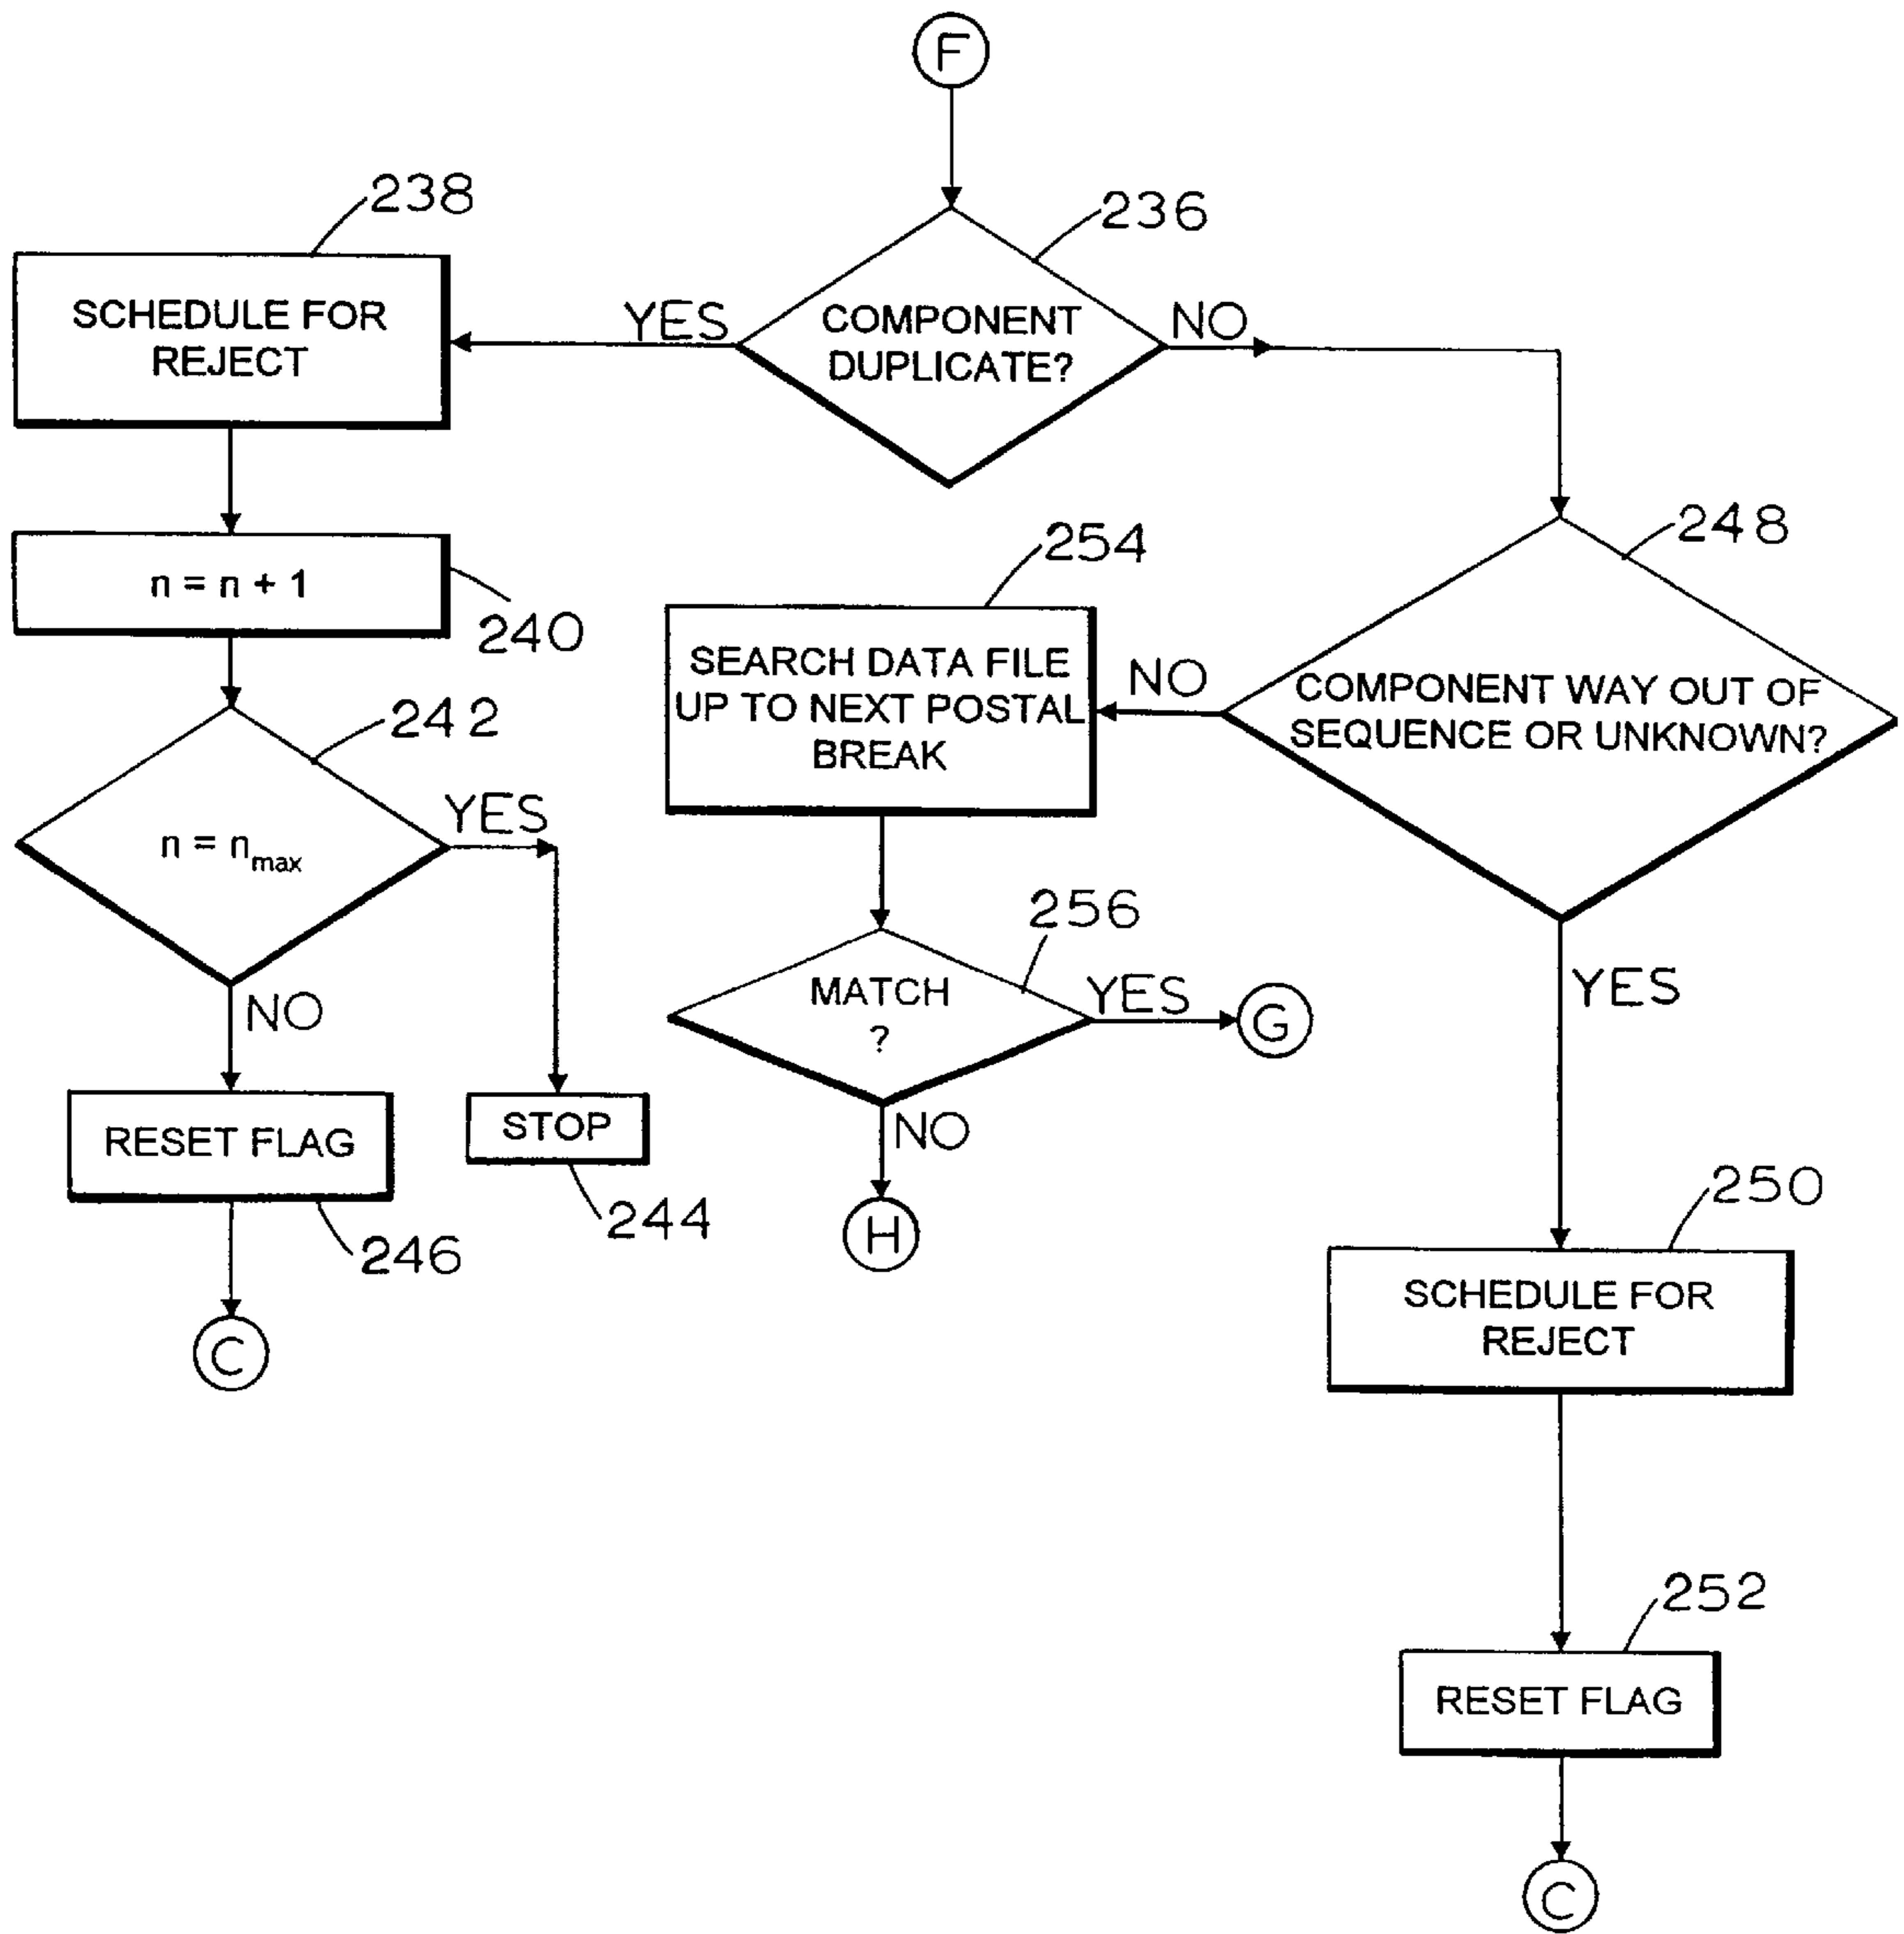 F
236
COMPONENT
DUPLICATE?
YES
NO
238
SCHEDULE FOR
REJECT
n = n + 1
240
242
n = nmax
YES
NO
STOP
244
RESET FLAG
246
C
248
COMPONENT WAY OUT OF
SEQUENCE OR UNKNOWN?
NO
YES
254
SEARCH DATA FILE
UP TO NEXT POSTAL
BREAK
256
MATCH
?
YES
G
NO
H
250
SCHEDULE FOR
REJECT
252
RESET FLAG
C